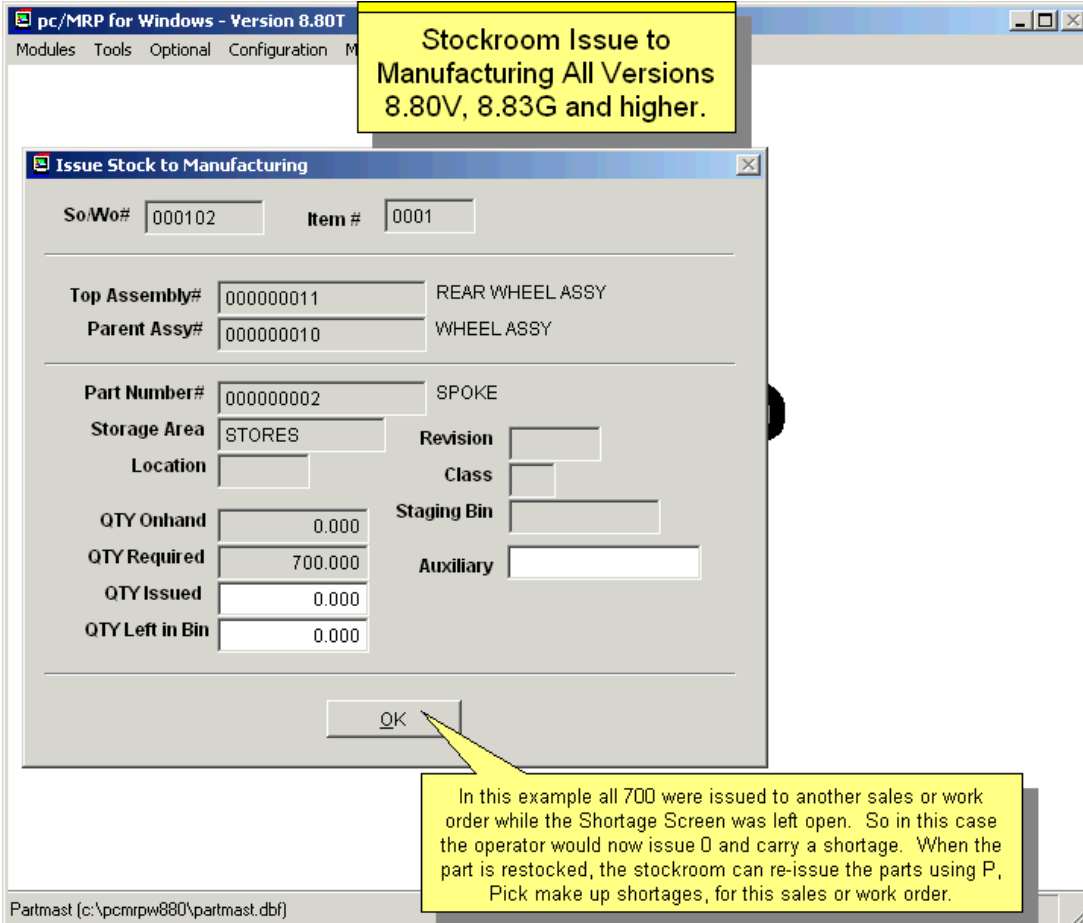 pc/MRP for Windows - Version 8.80T
Modules Tools Optional Configuration M
Stockroom Issue to
Manufacturing All Versions
8.80V, 8.83G and higher.
Issue Stock to Manufacturing
So/Wo# 000102 Item # 0001
Top Assembly# 000000011 REAR WHEEL ASSY
Parent Assy# 000000010 WHEEL ASSY
Part Number# 000000002 SPOKE
Storage Area STORES Revision
Location Class
QTY Onhand 0.000 Staging Bin
QTY Required 700.000 Auxiliary
QTY Issued 0.000
QTY Left in Bin 0.000
OK
In this example all 700 were issued to another sales or work
order while the Shortage Screen was left open. So in this case
the operator would now issue 0 and carry a shortage. When the
part is restocked, the stockroom can re-issue the parts using P,
Pick make up shortages, for this sales or work order.
Partmast (c:\pcmrpw880\partmast.dbf)